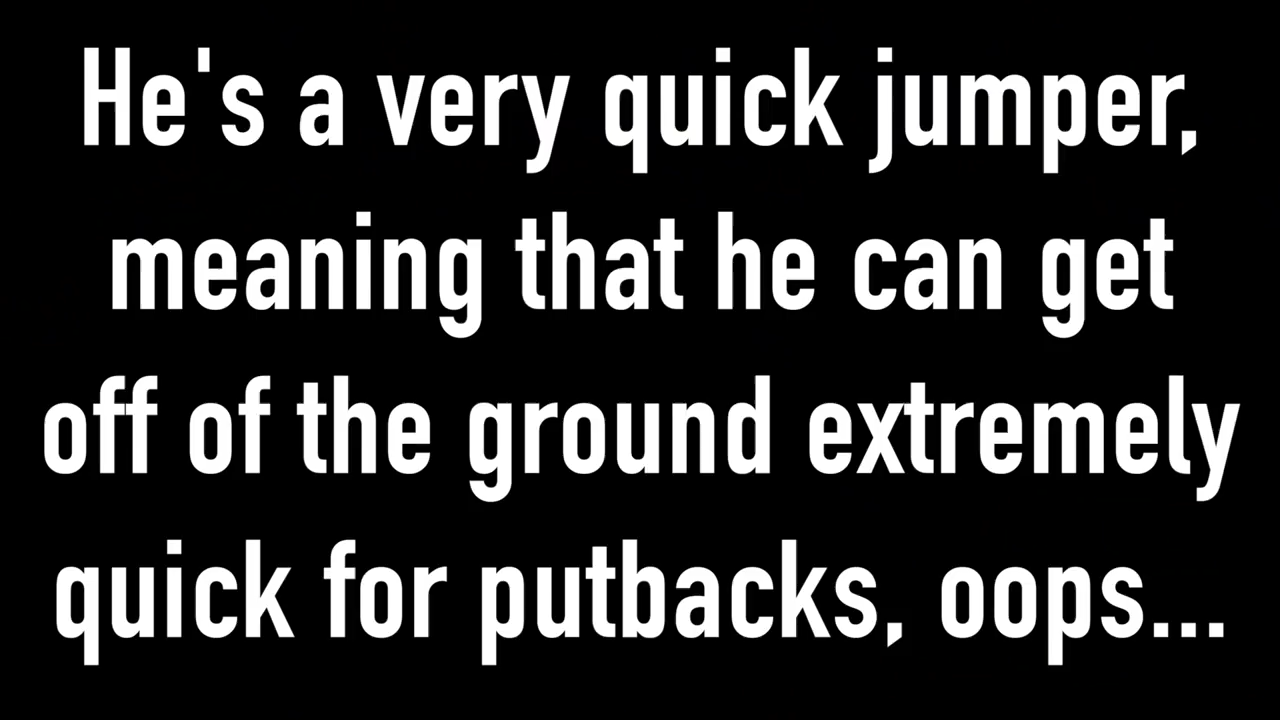 He's a very quick jumper,
meaning that he can get
off of the ground extremely
quick for putbacks, oops...